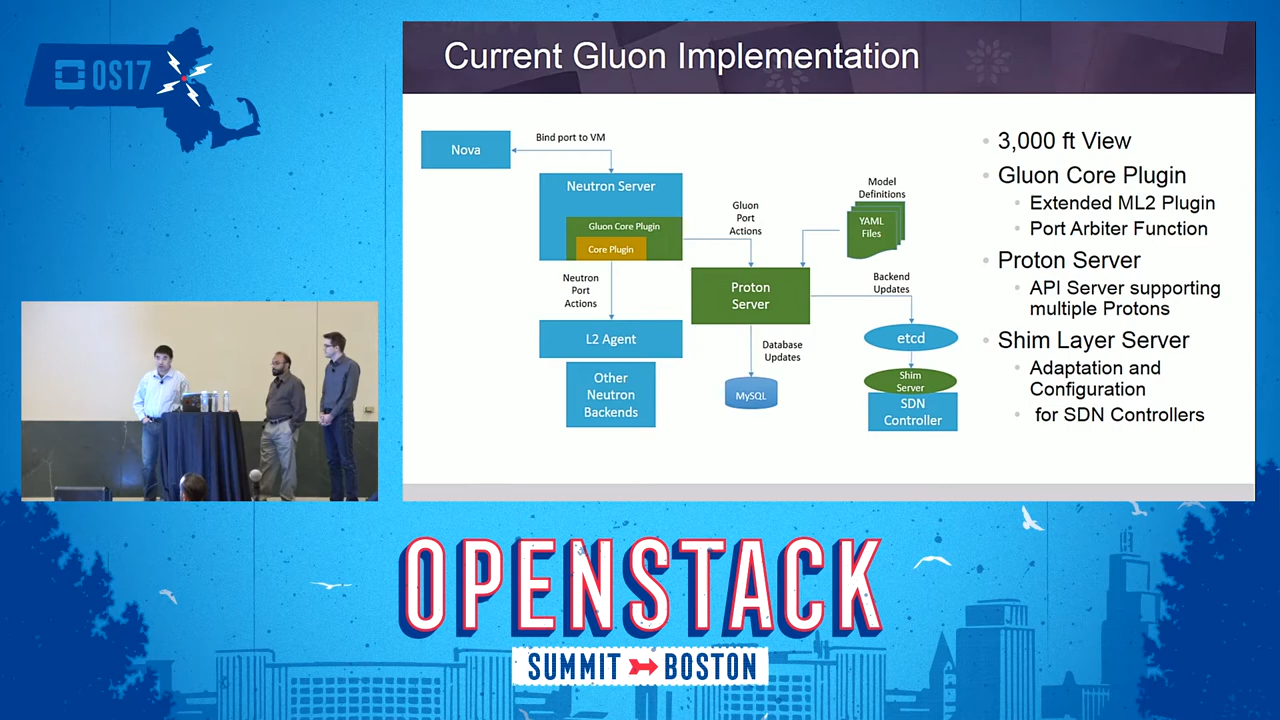 OS17
Current Gluon Implementation
Nova
Bind port to VM
Neutron Server
Gluon Core Plugin
Core Plugin
Neutron
Port
Actions
L2 Agent
Other
Neutron
Backends
Gluon
Port
Actions
Proton
Server
Database
Updates
MySQL
Model
Definitions
YAML
Files
Backend
Updates
etcd
Shim
Server
SDN
Controller
3,000 ft View
Gluon Core Plugin
Extended ML2 Plugin
Port Arbiter Function
Proton Server
API Server supporting
multiple Protons
Shim Layer Server
Adaptation and
Configuration
for SDN Controllers
OPENSTACK
SUMMIT BOSTON